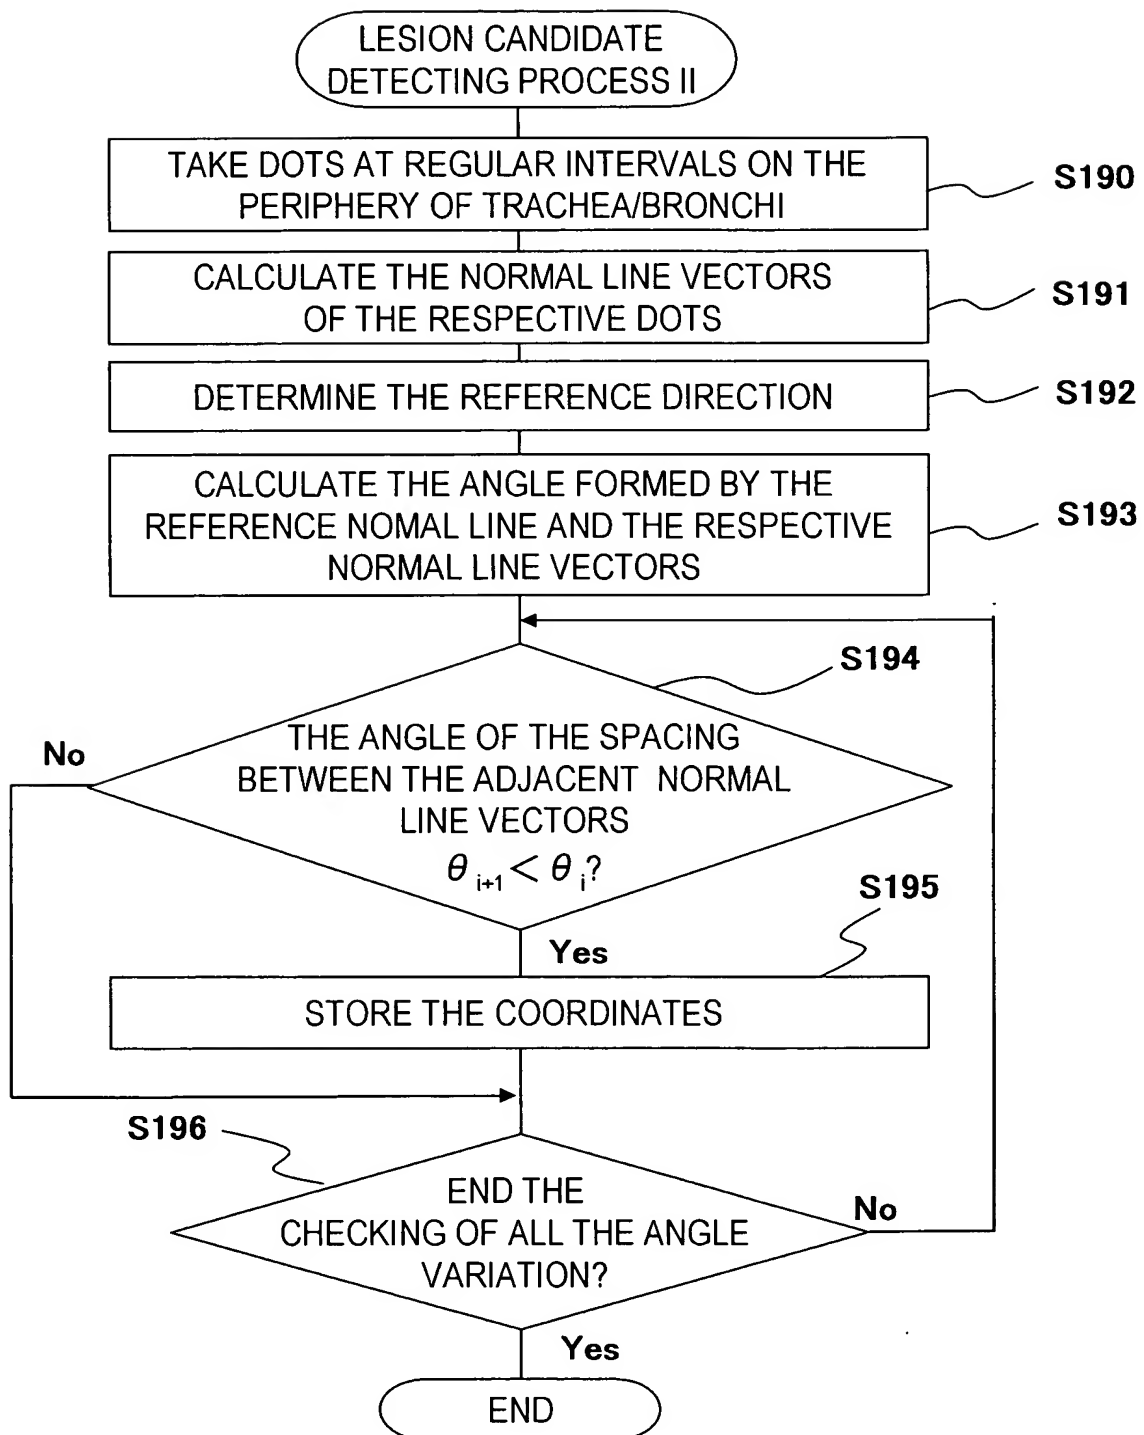 LESION CANDIDATE
DETECTING PROCESS II
TAKE DOTS AT REGULAR INTERVALS ON THE
PERIPHERY OF TRACHEA/BRONCHI
S190
CALCULATE THE NORMAL LINE VECTORS
OF THE RESPECTIVE DOTS
S191
DETERMINE THE REFERENCE DIRECTION
S192
CALCULATE THE ANGLE FORMED BY THE
REFERENCE NOMAL LINE AND THE RESPECTIVE
NORMAL LINE VECTORS
S193
S194
No
THE ANGLE OF THE SPACING
BETWEEN THE ADJACENT NORMAL
LINE VECTORS
θ i+1 < θ i?
S195
Yes
STORE THE COORDINATES
S196
END THE
CHECKING OF ALL THE ANGLE
VARIATION?
No
Yes
END